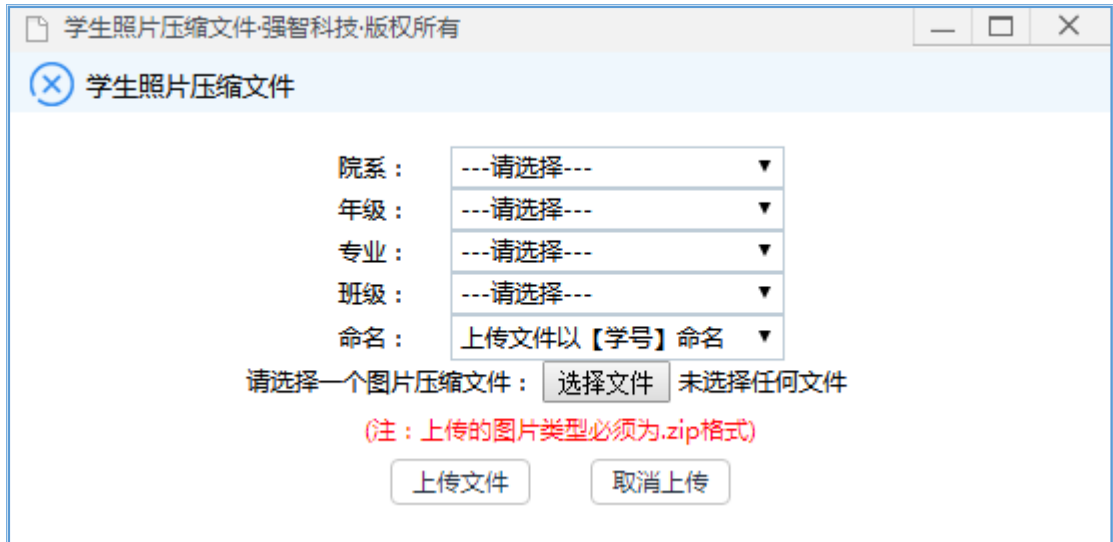 学生照片压缩文件·强智科技·版权所有
学生照片压缩文件
院系： ---请选择---
年级： ---请选择---
专业： ---请选择---
班级： ---请选择---
命名： 上传文件以【学号】命名
请选择一个图片压缩文件： 选择文件 未选择任何文件
(注：上传的图片类型必须为.zip格式)
上传文件 取消上传